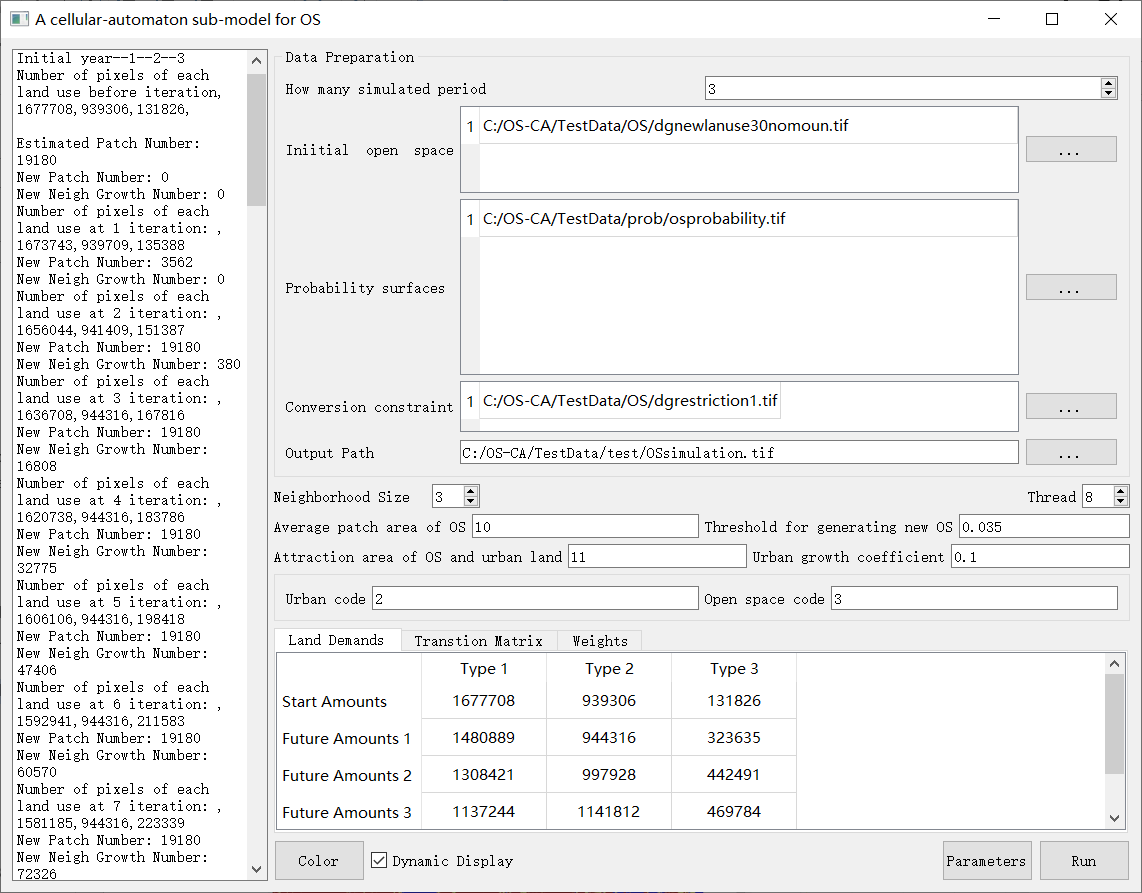 A cellular-automaton sub-model for OS
Initial year--1--2--3
Number of pixels of each
land use before iteration,
1677708,939306,131826,
Estimated Patch Number:
19180
New Patch Number: 0
New Neigh Growth Number: 0
Number of pixels of each
land use at 1 iteration: ,
1673743,939709,135388
New Patch Number: 3562
New Neigh Growth Number: 0
Number of pixels of each
land use at 2 iteration: ,
1656044,941409,151387
New Patch Number: 19180
New Neigh Growth Number: 380
Number of pixels of each
land use at 3 iteration: ,
1636708,944316,167816
New Patch Number: 19180
New Neigh Growth Number:
16808
Number of pixels of each
land use at 4 iteration: ,
1620738,944316,183786
New Patch Number: 19180
New Neigh Growth Number:
32775
Number of pixels of each
land use at 5 iteration: ,
1606106,944316,198418
New Patch Number: 19180
New Neigh Growth Number:
47406
Number of pixels of each
land use at 6 iteration: ,
1592941,944316,211583
New Patch Number: 19180
New Neigh Growth Number:
60570
Number of pixels of each
land use at 7 iteration: ,
1581185,944316,223339
New Patch Number: 19180
New Neigh Growth Number:
72326
Data Preparation
How many simulated period 3
Iniitial open space 1 C:/OS-CA/TestData/OS/dgnewlanuse30nomoun.tif ...
Probability surfaces 1 C:/OS-CA/TestData/prob/osprobability.tif ...
Conversion constraint 1 C:/OS-CA/TestData/OS/dgrestriction1.tif ...
Output Path C:/OS-CA/TestData/test/OSsimulation.tif ...
Neighborhood Size 3 Thread 8
Average patch area of OS 10 Threshold for generating new OS 0.035
Attraction area of OS and urban land 11 Urban growth coefficient 0.1
Urban code 2 Open space code 3
Land Demands Transtion Matrix Weights
Type 1 Type 2 Type 3
Start Amounts 1677708 939306 131826
Future Amounts 1 1480889 944316 323635
Future Amounts 2 1308421 997928 442491
Future Amounts 3 1137244 1141812 469784
Color Dynamic Display Parameters Run